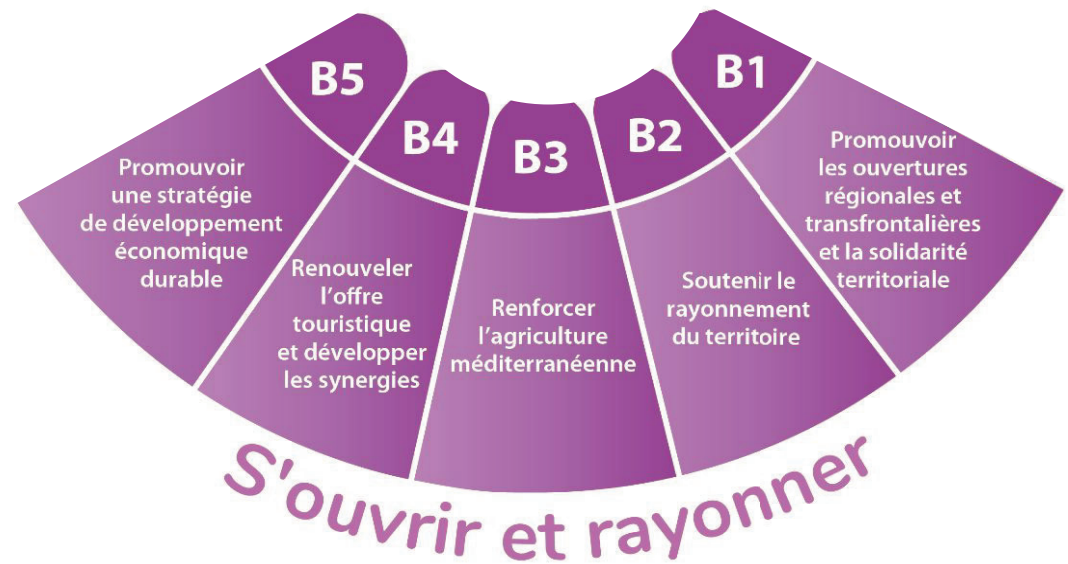 B5
Promouvoir
une stratégie
de développement
économique
durable
B4
Renouveler
l'offre
touristique
et développer
les synergies
B3
Renforcer
l'agriculture
méditerranéenne
B2
Soutenir le
rayonnement
du territoire
B1
Promouvoir
les ouvertures
régionales et
transfrontalières
et la solidarité
territoriale
S'ouvrir et rayonner